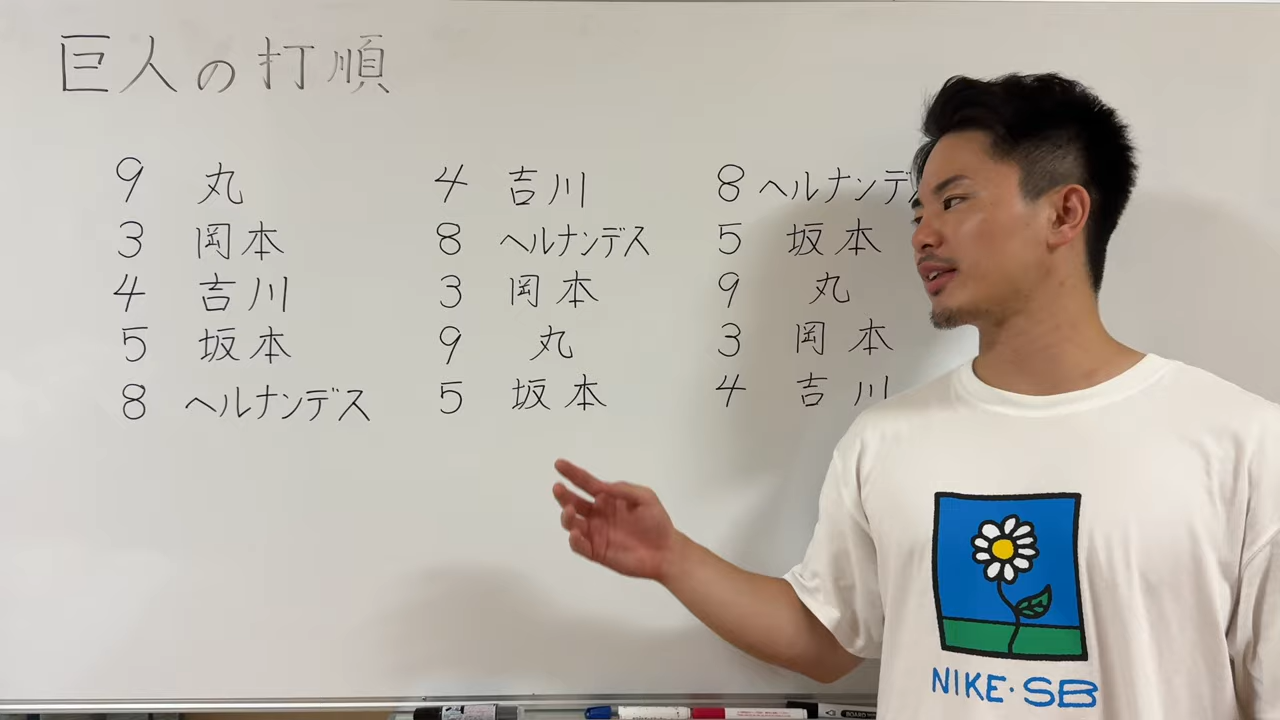 巨人の打順
9 丸
3 岡本
4 吉川
5 坂本
8 ヘルナンデス
4 吉川
8 ヘルナンデス
3 岡本
9 丸
5 坂本
8 ヘルナンデ
5 坂本
9 丸
3 岡本
4 吉川
NIKE・SB